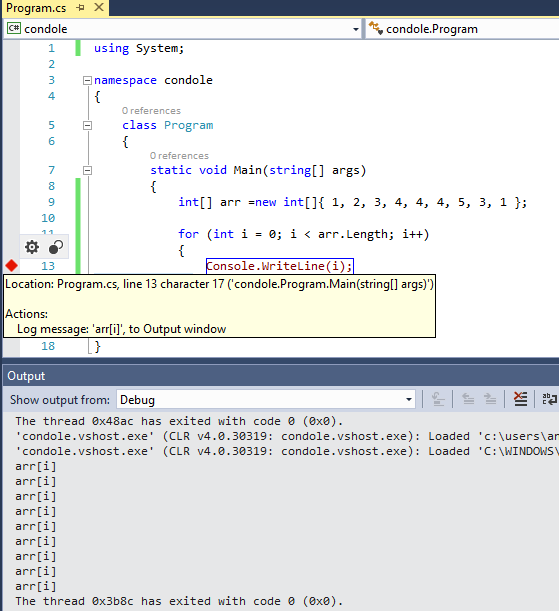 Program.cs
condole
condole.Program
1 using System;
2
3 namespace condole
4 {
0 references
5 class Program
6 {
0 references
7 static void Main(string[] args)
8 {
9 int[] arr =new int[]{ 1, 2, 3, 4, 4, 4, 5, 3, 1 };
10
for (int i = 0; i < arr.Length; i++)
{
13 Console.WriteLine(i);
Location: Program.cs, line 13 character 17 ('condole.Program.Main(string[] args)')
Actions:
Log message: 'arr[i]', to Output window
18 }
Output
Show output from: Debug
The thread 0x48ac has exited with code 0 (0x0).
'condole.vshost.exe' (CLR v4.0.30319: condole.vshost.exe): Loaded 'c:\users\an
'condole.vshost.exe' (CLR v4.0.30319: condole.vshost.exe): Loaded 'C:\WINDOWS\
arr[i]
arr[i]
arr[i]
arr[i]
arr[i]
arr[i]
arr[i]
arr[i]
arr[i]
The thread 0x3b8c has exited with code 0 (0x0).